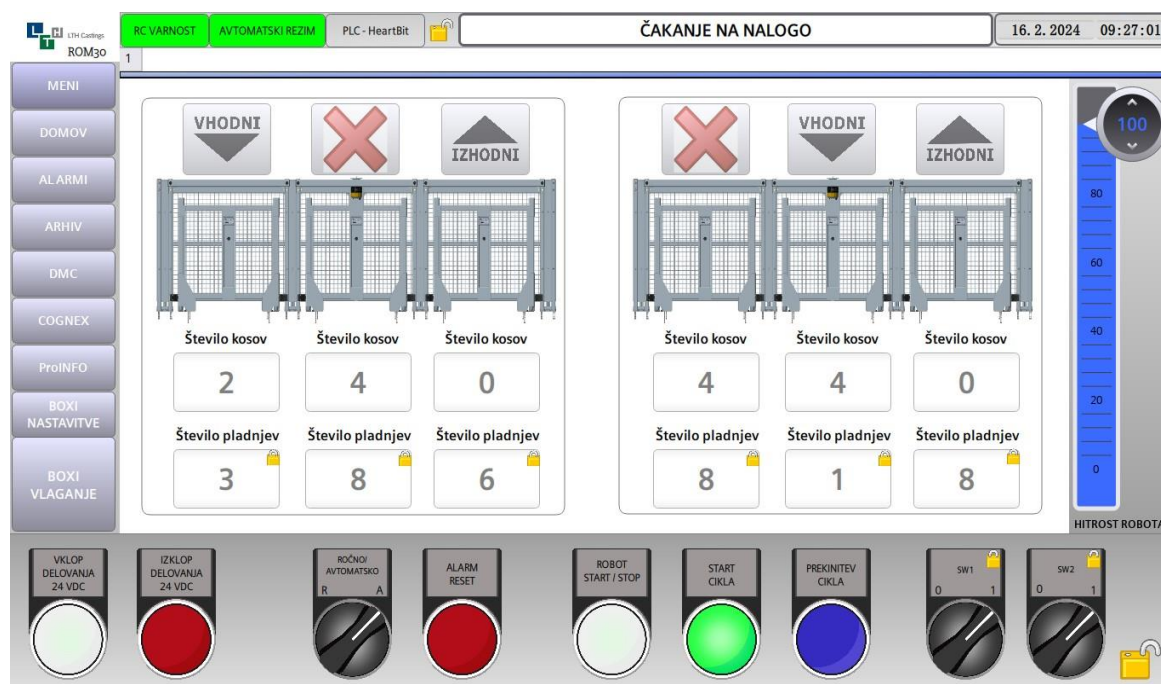 LTH Castings
ROM30
RC VARNOST
AVTOMATSKI REZIM
PLC - HeartBit
ČAKANJE NA NALOGO
16. 2. 2024 09:27:01
1
MENI
DOMOV
ALARMI
ARHIV
DMC
COGNEX
ProINFO
BOXI
NASTAVITVE
BOXI
VLAGANJE
VHODNI
IZHODNI
VHODNI
IZHODNI
Število kosov
Število kosov
Število kosov
2
4
0
Število pladnjev
Število pladnjev
Število pladnjev
3
8
6
Število kosov
Število kosov
Število kosov
4
4
0
Število pladnjev
Število pladnjev
Število pladnjev
8
1
8
100
80
60
40
20
0
HITROST ROBOTA
VKLOP
DELOVANJA
24 VDC
IZKLOP
DELOVANJA
24 VDC
ROČNO/
AVTOMATSKO
R A
ALARM
RESET
ROBOT
START / STOP
START
CIKLA
PREKINITEV
CIKLA
SW1
0 1
SW2
0 1